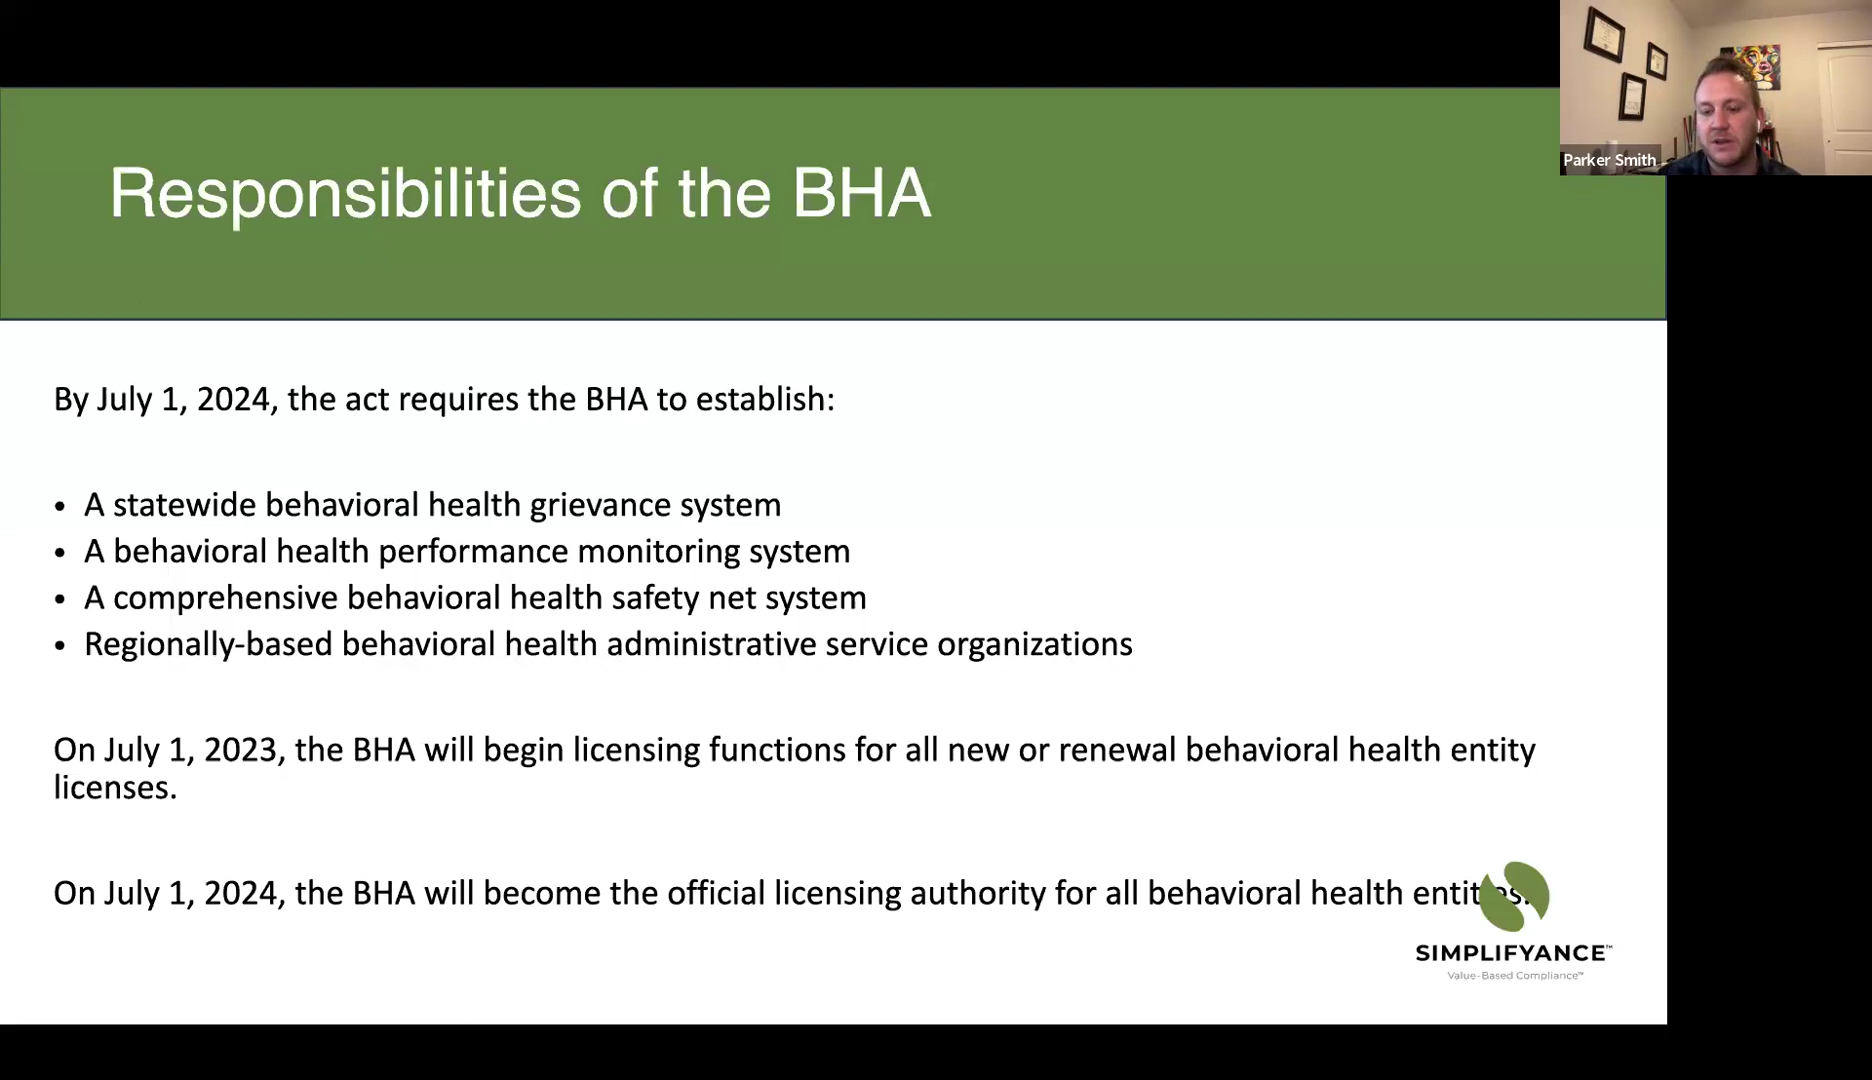 Parker Smith
Responsibilities of the BHA
By July 1, 2024, the act requires the BHA to establish:
• A statewide behavioral health grievance system
• A behavioral health performance monitoring system
• A comprehensive behavioral health safety net system
• Regionally-based behavioral health administrative service organizations
On July 1, 2023, the BHA will begin licensing functions for all new or renewal behavioral health entity
licenses.
On July 1, 2024, the BHA will become the official licensing authority for all behavioral health entities.
SIMPLIFYANCE™
Value-Based Compliance™